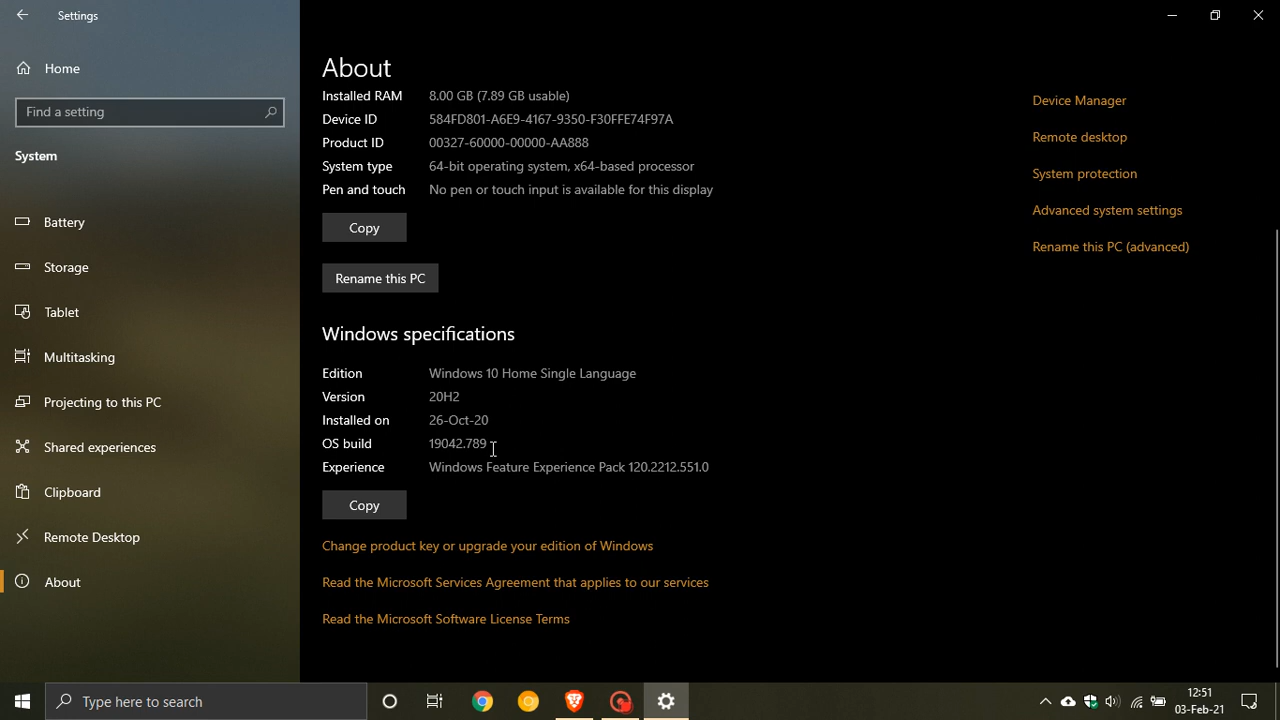 Settings
Home
Find a setting
System
Battery
Storage
Tablet
Multitasking
Projecting to this PC
Shared experiences
Clipboard
Remote Desktop
About
About
Installed RAM 8.00 GB (7.89 GB usable)
Device ID 584FD801-A6E9-4167-9350-F30FFE74F97A
Product ID 00327-60000-00000-AA888
System type 64-bit operating system, x64-based processor
Pen and touch No pen or touch input is available for this display
Copy
Rename this PC
Windows specifications
Edition Windows 10 Home Single Language
Version 20H2
Installed on 26-Oct-20
OS build 19042.789
Experience Windows Feature Experience Pack 120.2212.551.0
Copy
Change product key or upgrade your edition of Windows
Read the Microsoft Services Agreement that applies to our services
Read the Microsoft Software License Terms
Device Manager
Remote desktop
System protection
Advanced system settings
Rename this PC (advanced)
Type here to search
12:51
03-Feb-21